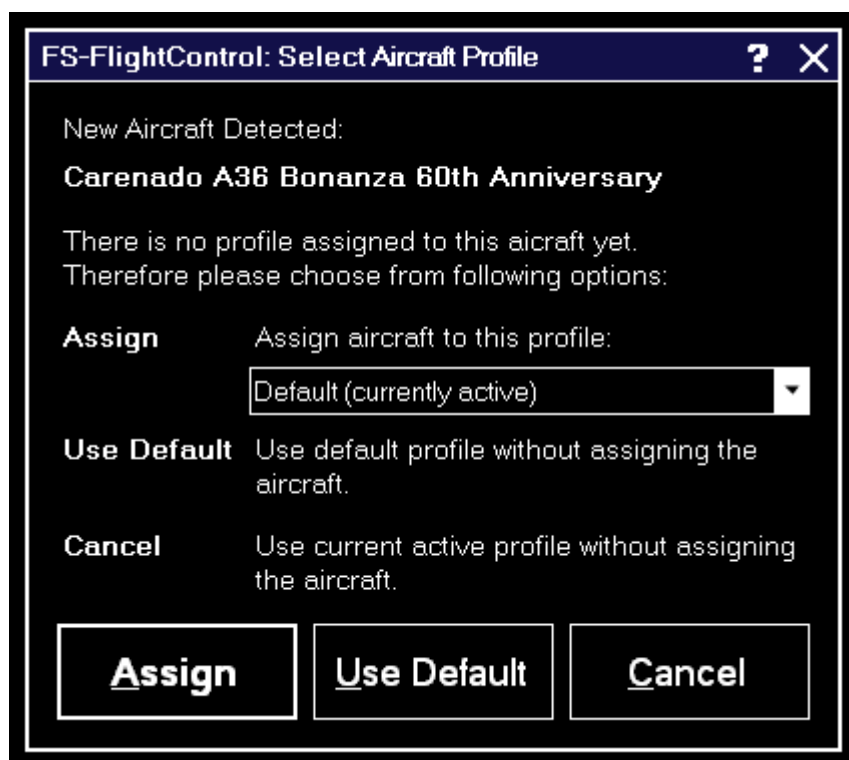 FS-FlightControl: Select Aircraft Profile ? X
New Aircraft Detected:
Carenado A36 Bonanza 60th Anniversary
There is no profile assigned to this aicraft yet.
Therefore please choose from following options:
Assign Assign aircraft to this profile:
Default (currently active)
Use Default Use default profile without assigning the
aircraft.
Cancel Use current active profile without assigning
the aircraft.
Assign Use Default Cancel